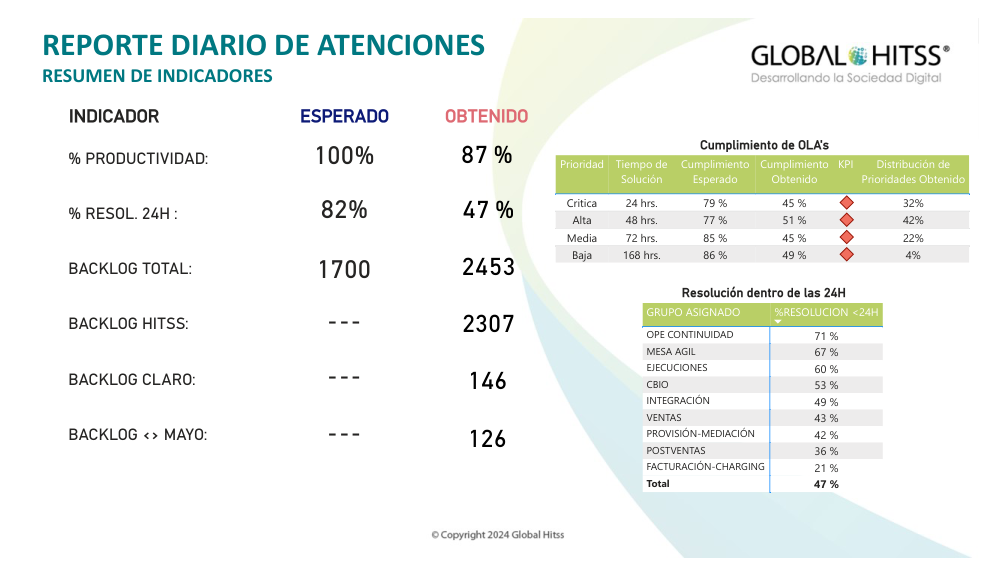 REPORTE DIARIO DE ATENCIONES
RESUMEN DE INDICADORES
GLOBAL HITSS®
Desarrollando la Sociedad Digital
INDICADOR ESPERADO OBTENIDO
% PRODUCTIVIDAD: 100% 87 %
% RESOL. 24H : 82% 47 %
BACKLOG TOTAL: 1700 2453
BACKLOG HITSS: --- 2307
BACKLOG CLARO: --- 146
BACKLOG <> MAYO: --- 126
Cumplimiento de OLA's
Prioridad Tiempo de Cumplimiento Cumplimiento KPI Distribución de
Solución Esperado Obtenido Prioridades Obtenido
Critica 24 hrs. 79 % 45 % 32%
Alta 48 hrs. 77 % 51 % 42%
Media 72 hrs. 85 % 45 % 22%
Baja 168 hrs. 86 % 49 % 4%
Resolución dentro de las 24H
GRUPO ASIGNADO %RESOLUCION <24H
OPE CONTINUIDAD 71 %
MESA AGIL 67 %
EJECUCIONES 60 %
CBIO 53 %
INTEGRACIÓN 49 %
VENTAS 43 %
PROVISIÓN-MEDIACIÓN 42 %
POSTVENTAS 36 %
FACTURACIÓN-CHARGING 21 %
Total 47 %
© Copyright 2024 Global Hitss